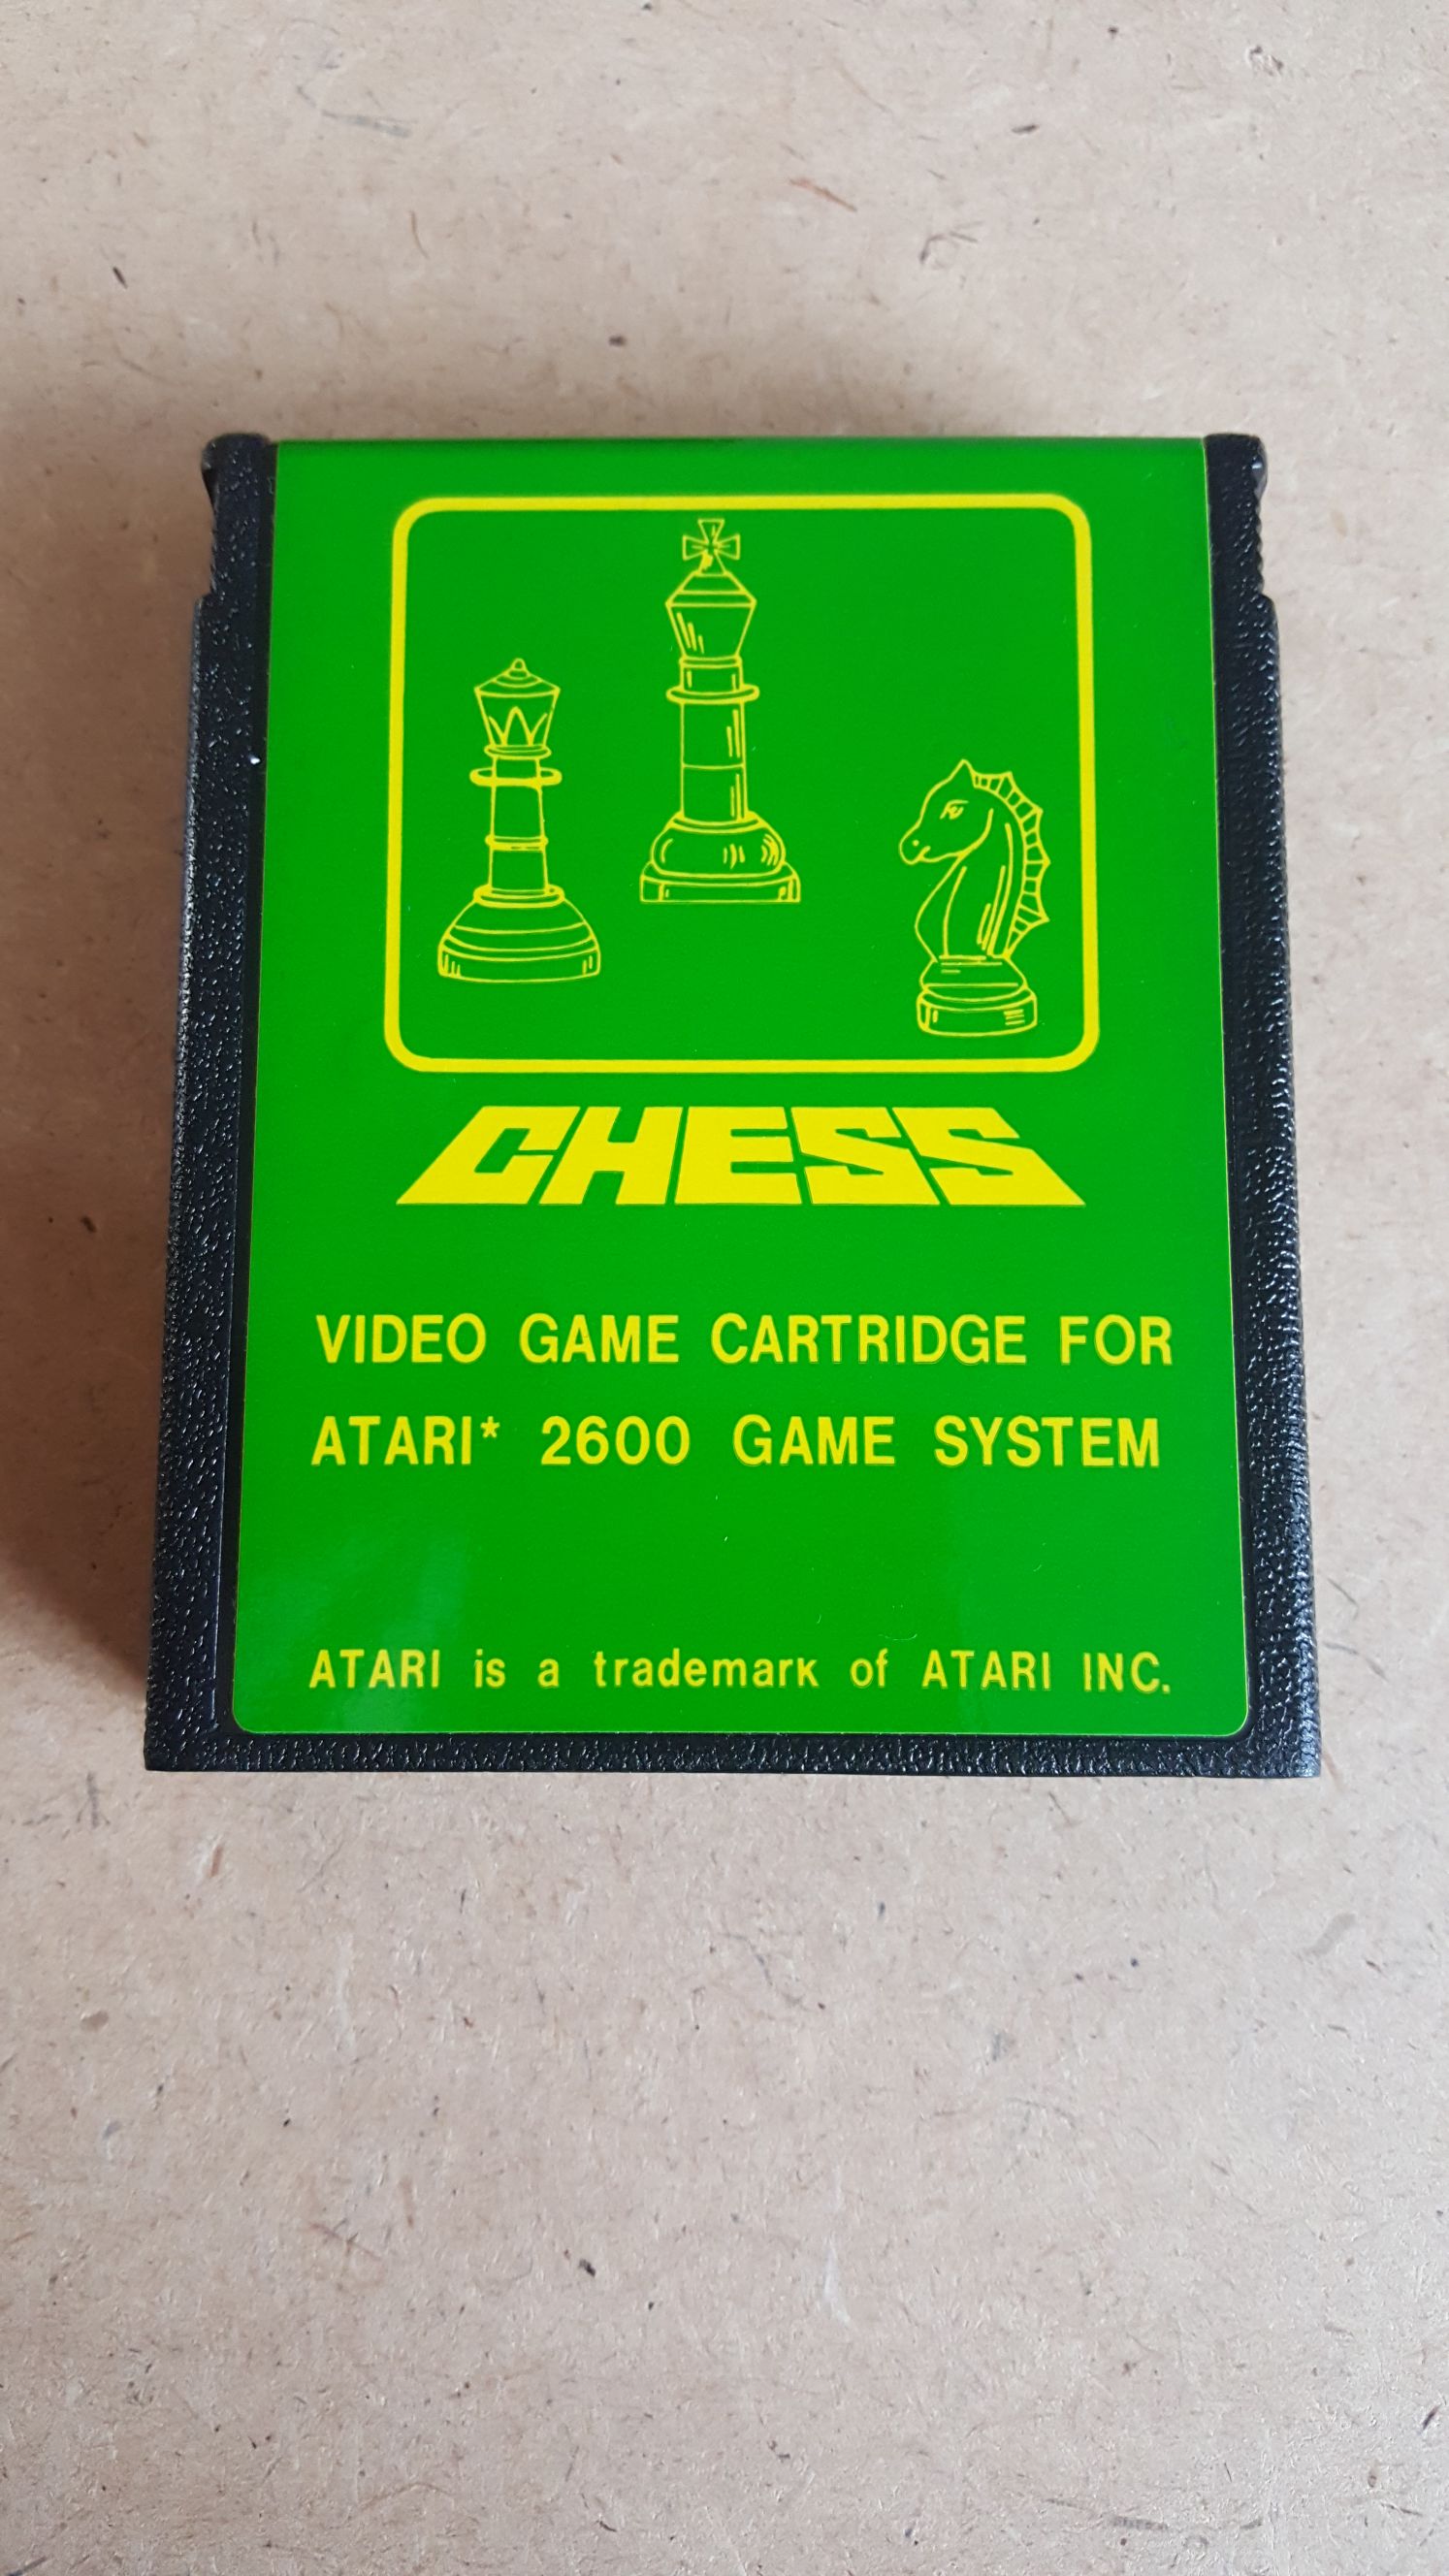 CHESS
VIDEO GAME CARTRIDGE FOR
ATARI* 2600 GAME SYSTEM
ATARI is a trademark of ATARI INC.